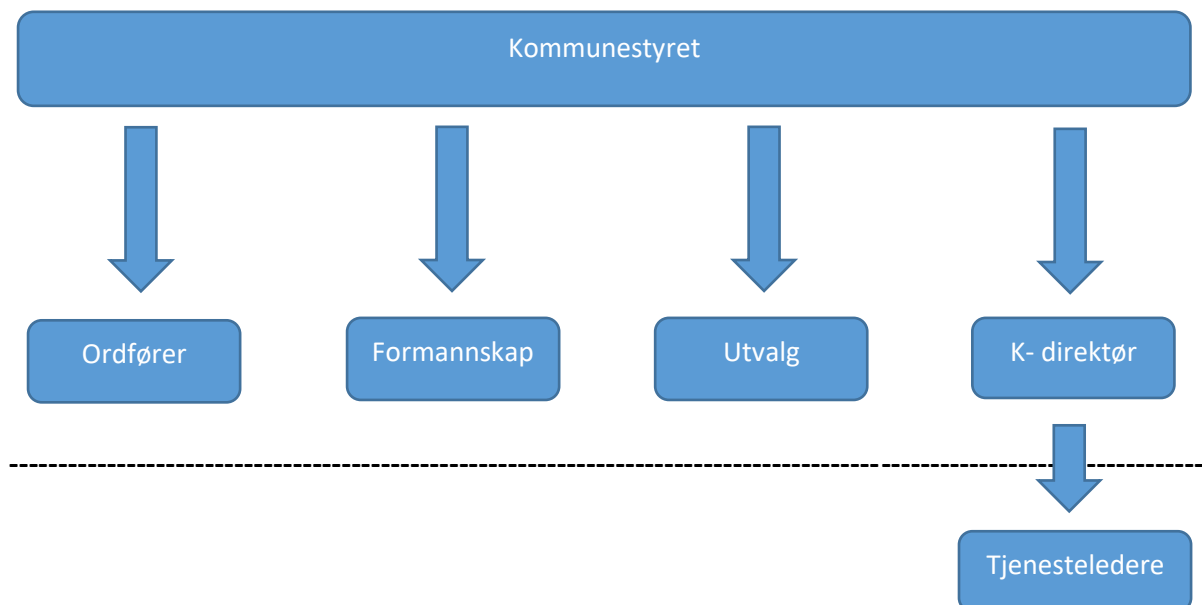 Kommunestyret
Ordfører
Formannskap
Utvalg
K- direktør
Tjenesteledere